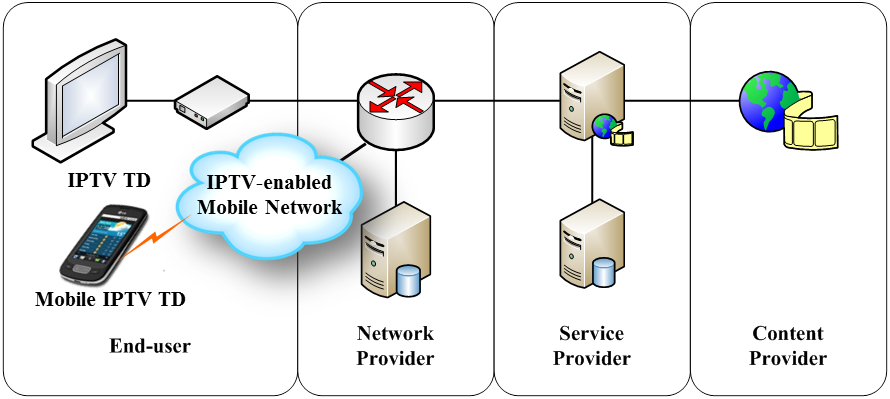 IPTV TD
IPTV-enabled
Mobile Network
Mobile IPTV TD
End-user
Network
Provider
Service
Provider
Content
Provider